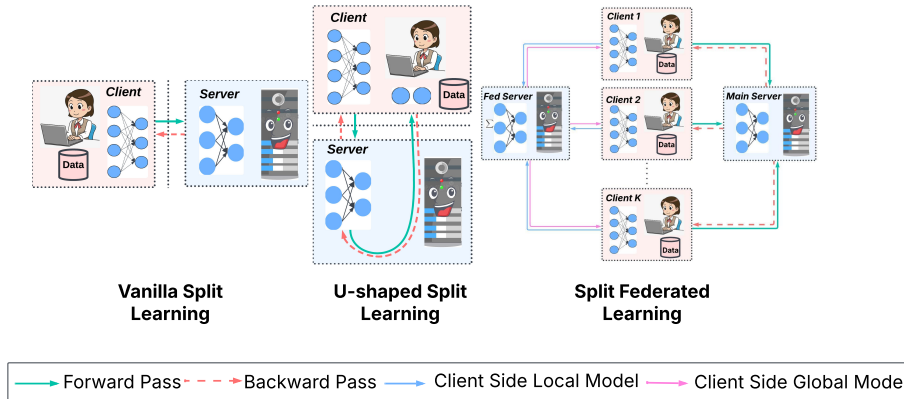 Client
Data
Server
Vanilla Split
Learning
Client
Data
Server
U-shaped Split
Learning
Client 1
Data
Fed Server
Σ
Client 2
Data
Main Server
Client K
Data
Split Federated
Learning
Forward Pass
Backward Pass
Client Side Local Model
Client Side Global Mode